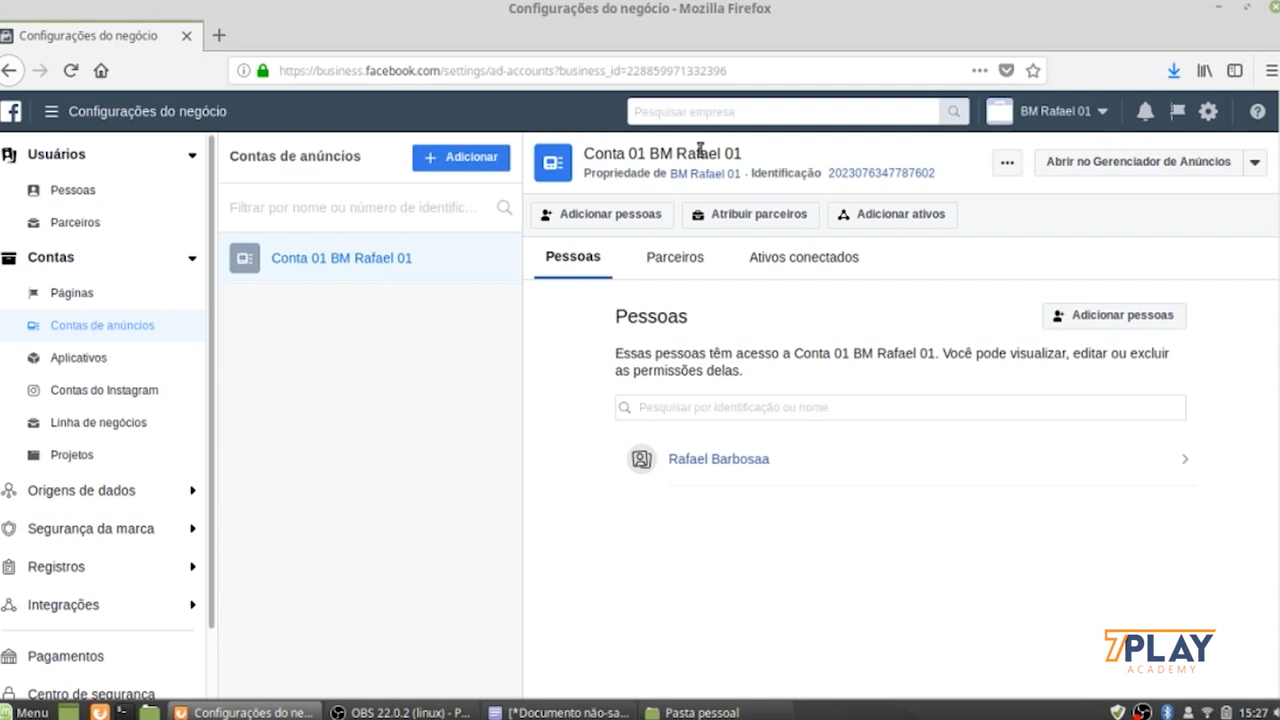 Configurações do negócio - Mozilla Firefox
Configurações do negócio
https://business.facebook.com/settings/ad-accounts?business_id=228859971332396
Configurações do negócio
Pesquisar empresa
BM Rafael 01
Usuários
Pessoas
Parceiros
Contas
Páginas
Contas de anúncios
Aplicativos
Contas do Instagram
Linha de negócios
Projetos
Origens de dados
Segurança da marca
Registros
Integrações
Pagamentos
Centro de segurança
Contas de anúncios
+ Adicionar
Filtrar por nome ou número de identific...
Conta 01 BM Rafael 01
Conta 01 BM Rafael 01
Propriedade de BM Rafael 01 - Identificação 2023076347787602
Abrir no Gerenciador de Anúncios
Adicionar pessoas
Atribuir parceiros
Adicionar ativos
Pessoas
Parceiros
Ativos conectados
Pessoas
Adicionar pessoas
Essas pessoas têm acesso a Conta 01 BM Rafael 01. Você pode visualizar, editar ou excluir
as permissões delas.
Pesquisar por identificação ou nome
Rafael Barbosaa
7PLAY
ACADEMY
Menu
Configurações do ne...
OBS 22.0.2 (linux) - P...
[*Documento não-sa...
Pasta pessoal
15:27